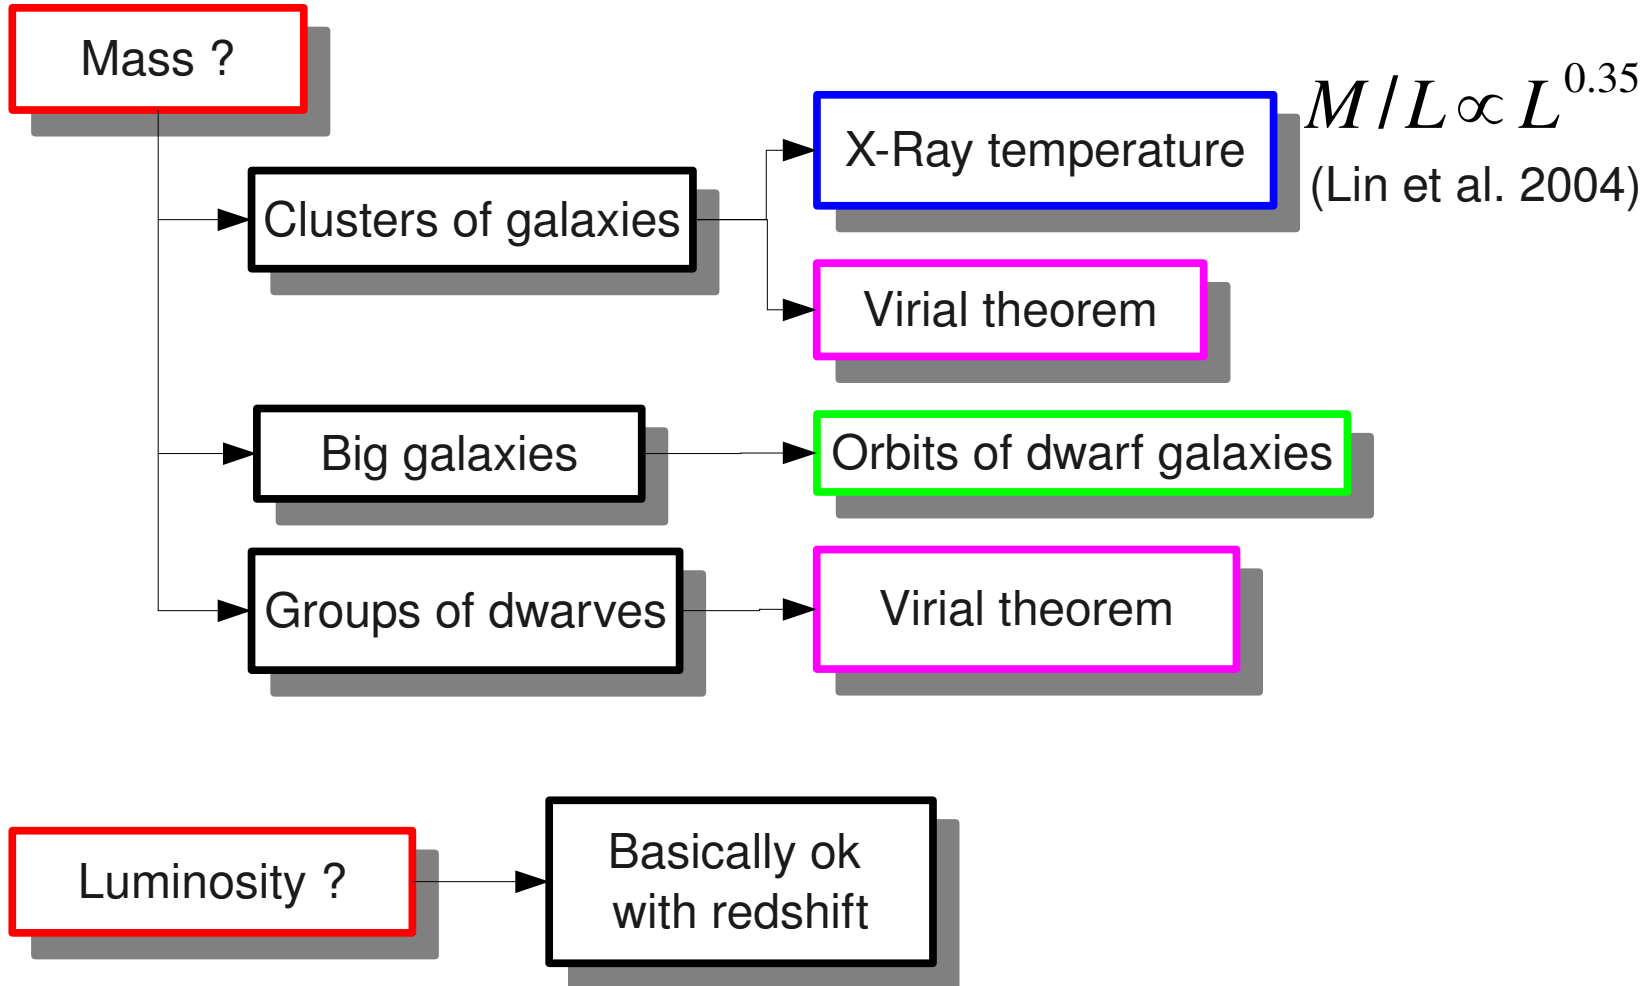 Mass ?
M / L ∝ L^0.35
X-Ray temperature
(Lin et al. 2004)
Clusters of galaxies
Virial theorem
Big galaxies
Orbits of dwarf galaxies
Groups of dwarves
Virial theorem
Luminosity ?
Basically ok
with redshift